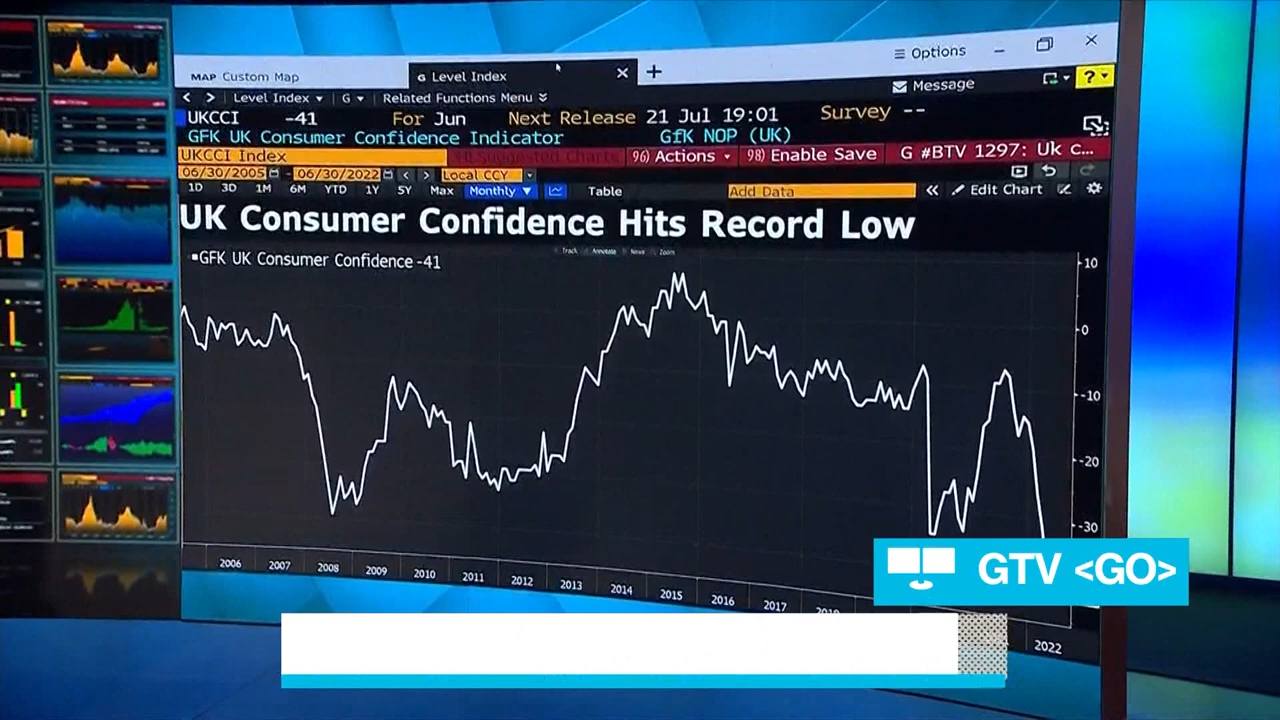 Options
MAP Custom Map
G Level Index
Message
?
Level Index
G
Related Functions Menu
UKCCI -41 For Jun Next Release 21 Jul 19:01 Survey --
GFK UK Consumer Confidence Indicator GfK NOP (UK)
UKCCI Index
96) Actions
98) Enable Save
G #BTV 1297: Uk c...
06/30/2005 - 06/30/2022
Local CCY
1D 3D 1M 6M YTD 1Y 5Y Max Monthly
Table
Add Data
Edit Chart
UK Consumer Confidence Hits Record Low
Track Annotate News Zoom
GFK UK Consumer Confidence -41
10
0
-10
-20
-30
2006 2007 2008 2009 2010 2011 2012 2013 2014 2015 2016 2017
2022
GTV <GO>